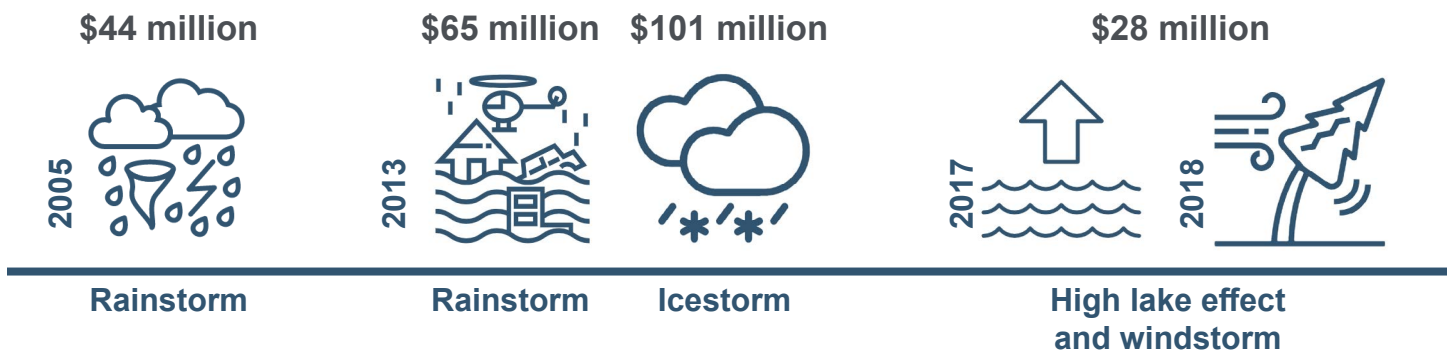 $44 million
$65 million
$101 million
$28 million
2005
2013
2017
2018
Rainstorm
Rainstorm
Icestorm
High lake effect
and windstorm